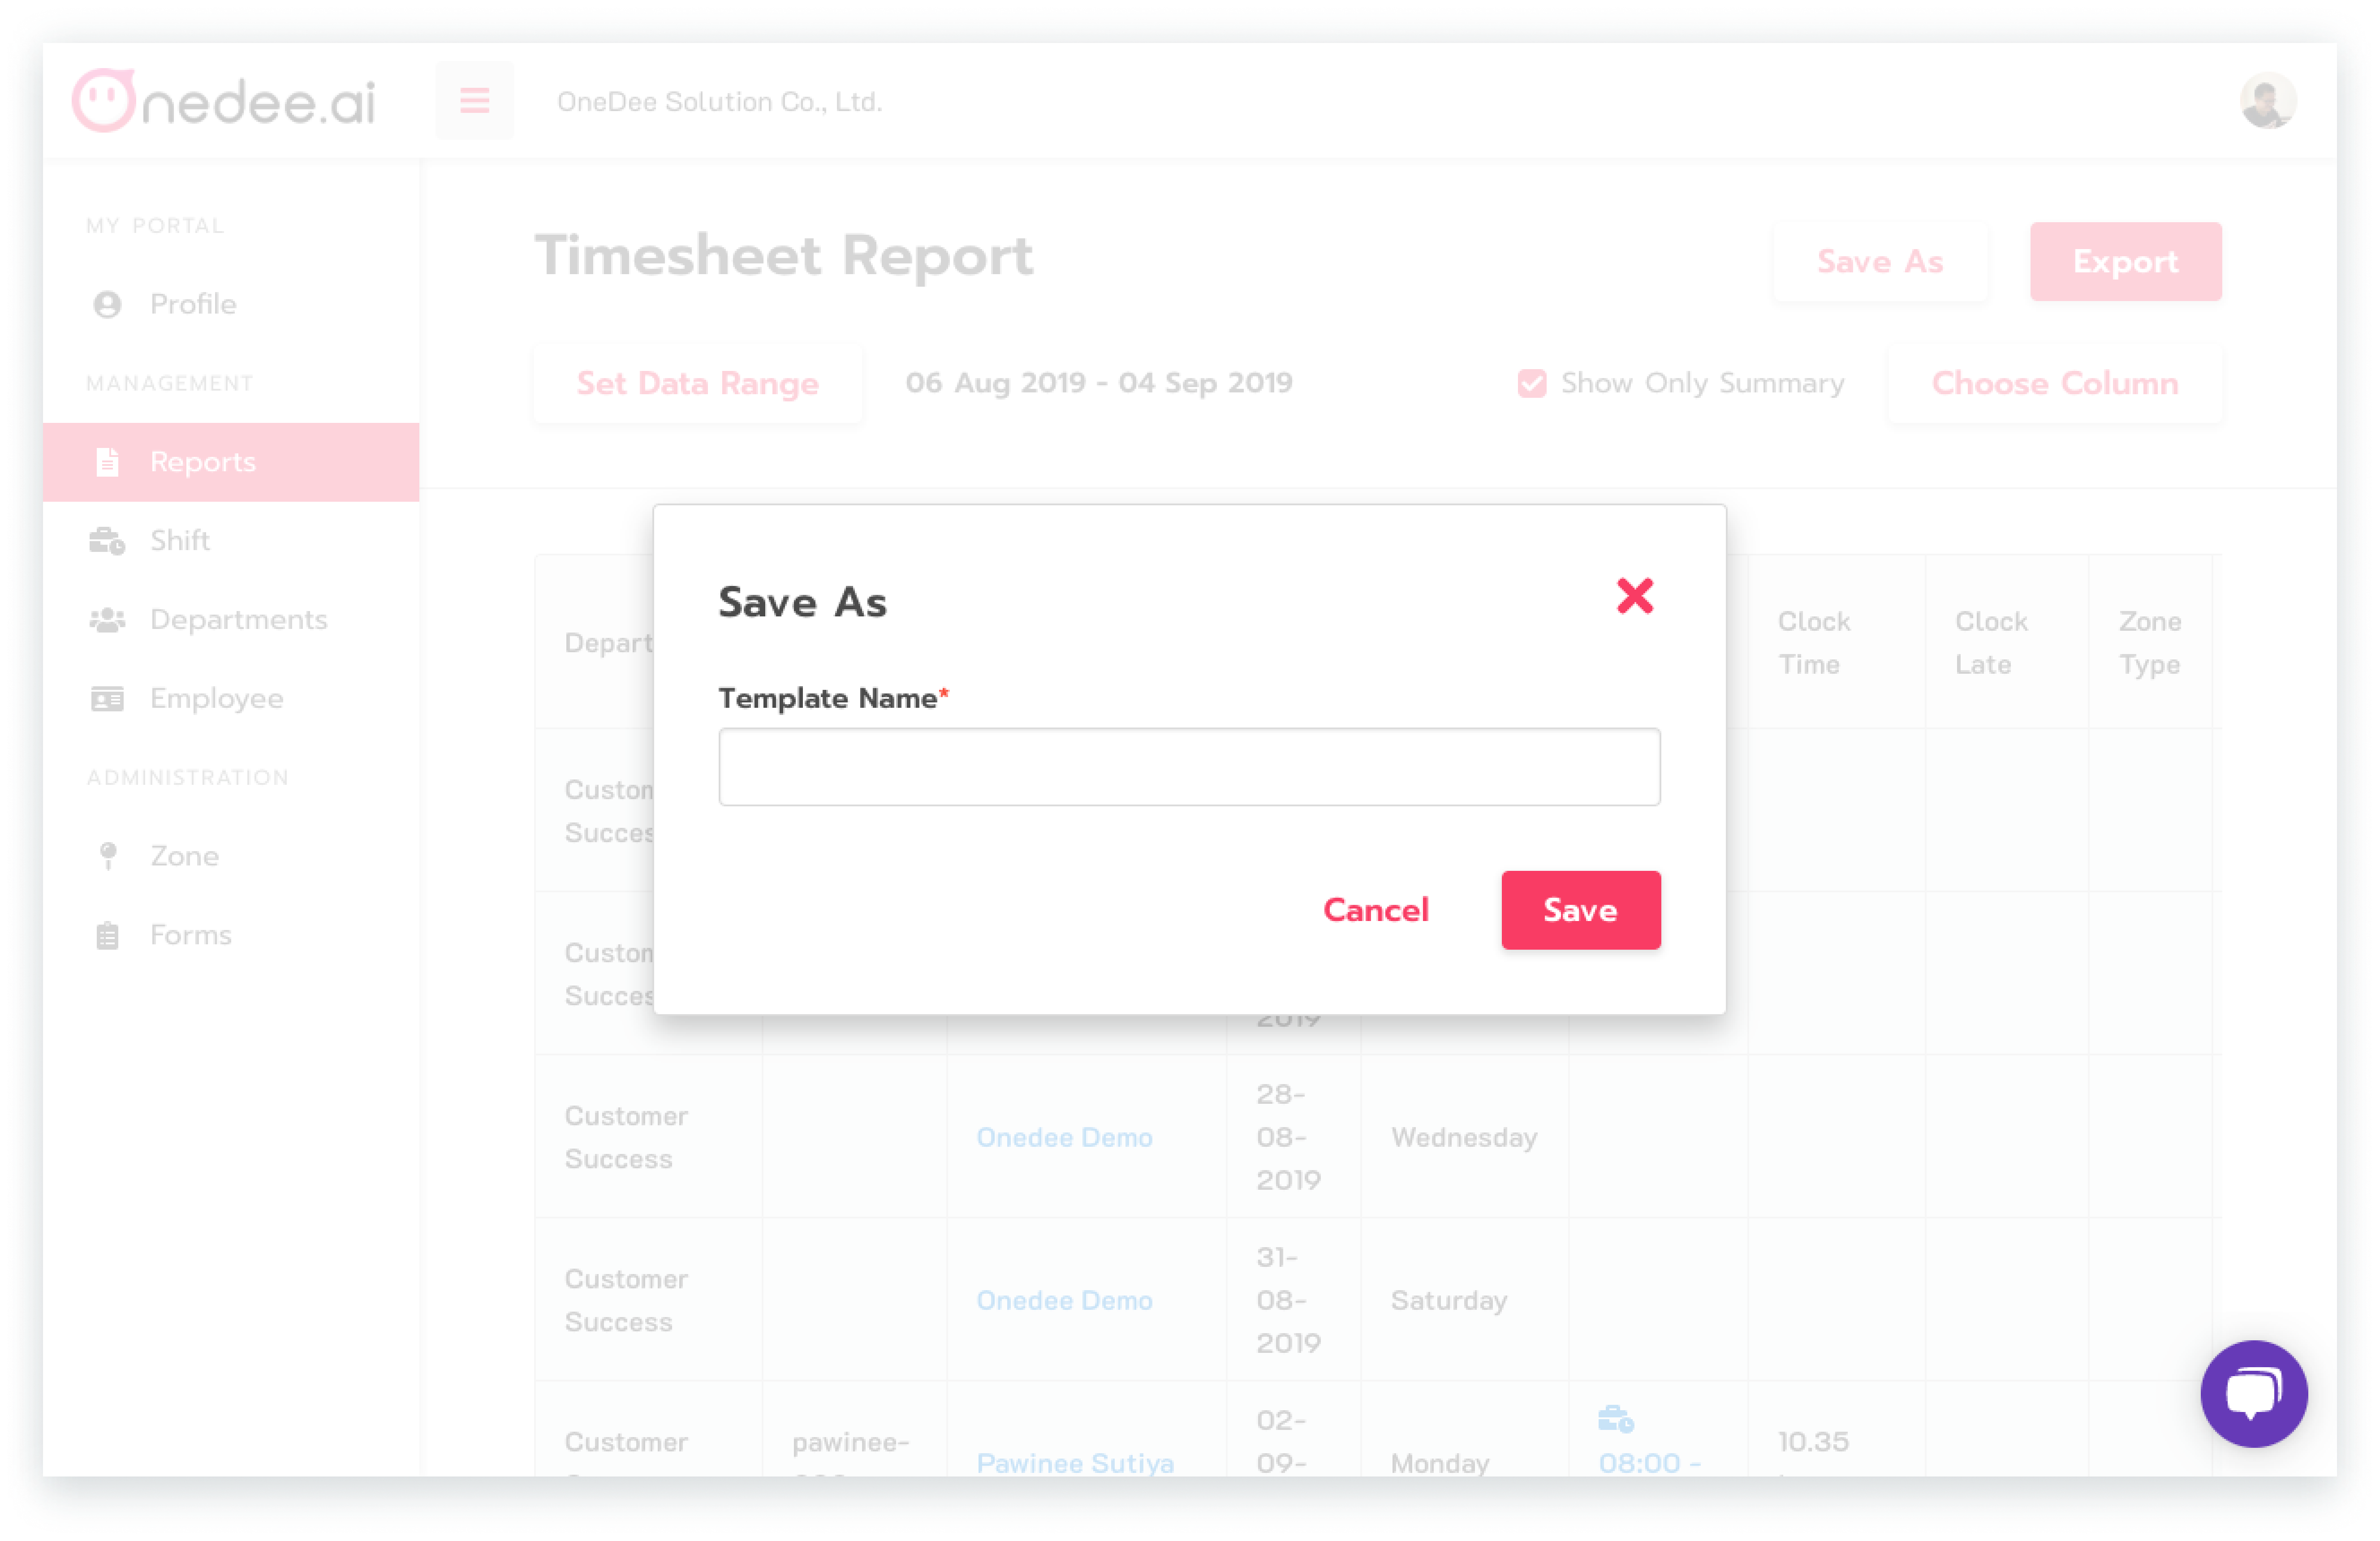 Onedee.ai
OneDee Solution Co., Ltd.
MY PORTAL
Profile
MANAGEMENT
Reports
Shift
Departments
Employee
ADMINISTRATION
Zone
Forms
Timesheet Report
Save As
Export
Set Data Range
06 Aug 2019 - 04 Sep 2019
Show Only Summary
Choose Column
Save As
Template Name*
Cancel
Save
Depart
Clock
Time
Clock
Late
Zone
Type
Custom
Succes
Custom
Succes
2019
Customer
Success
Onedee Demo
28-
08-
2019
Wednesday
Customer
Success
Onedee Demo
31-
08-
2019
Saturday
Customer
pawinee-
Pawinee Sutiya
02-
09-
Monday
08:00 -
10.35